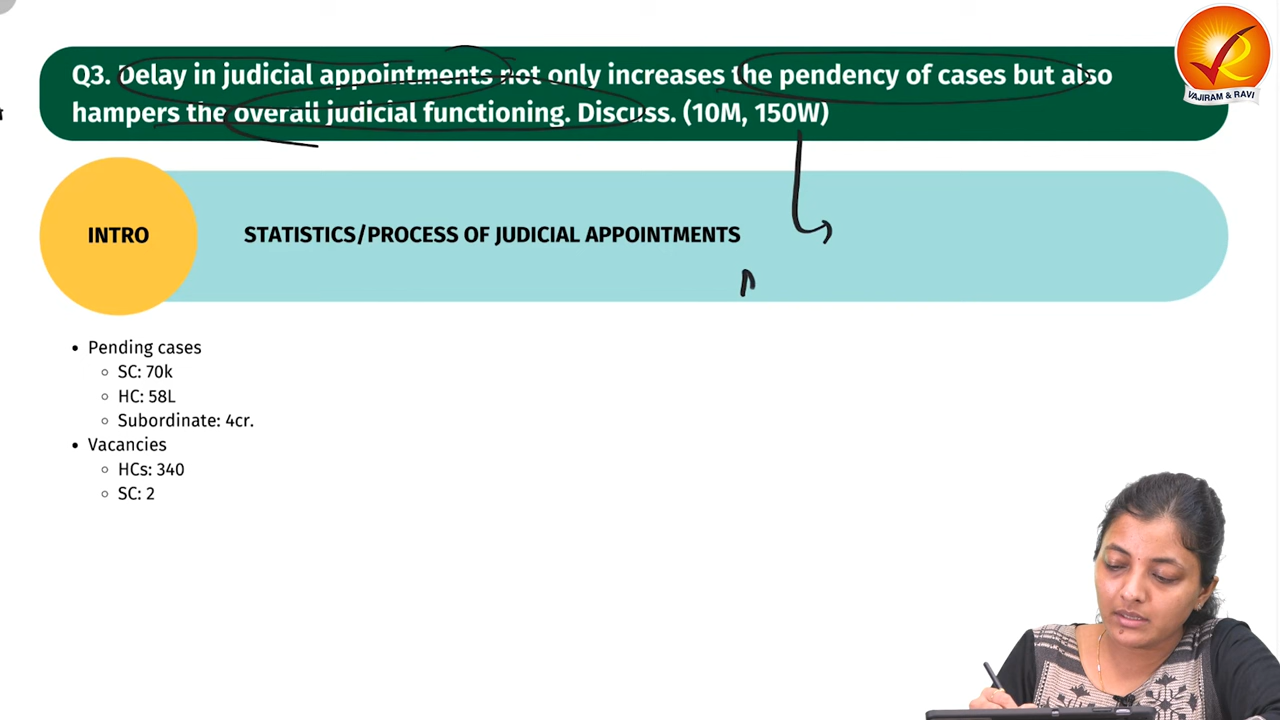 Q3. Delay in judicial appointments not only increases the pendency of cases but also
hampers the overall judicial functioning. Discuss. (10M, 150W)
VAJIRAM & RAVI
INTRO
STATISTICS/PROCESS OF JUDICIAL APPOINTMENTS
• Pending cases
◦ SC: 70k
◦ HC: 58L
◦ Subordinate: 4cr.
• Vacancies
◦ HCs: 340
◦ SC: 2